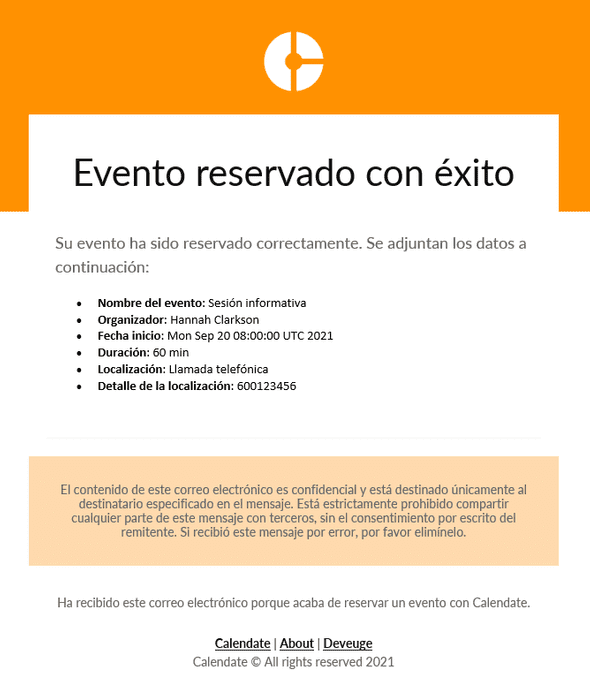 Evento reservado con éxito
Su evento ha sido reservado correctamente. Se adjuntan los datos a
continuación:
• Nombre del evento: Sesión informativa
• Organizador: Hannah Clarkson
• Fecha inicio: Mon Sep 20 08:00:00 UTC 2021
• Duración: 60 min
• Localización: Llamada telefónica
• Detalle de la localización: 600123456
El contenido de este correo electrónico es confidencial y está destinado únicamente al
destinatario especificado en el mensaje. Está estrictamente prohibido compartir
cualquier parte de este mensaje con terceros, sin el consentimiento por escrito del
remitente. Si recibió este mensaje por error, por favor elimínelo.
Ha recibido este correo electrónico porque acaba de reservar un evento con Calendate.
Calendate | About | Deveuge
Calendate © All rights reserved 2021